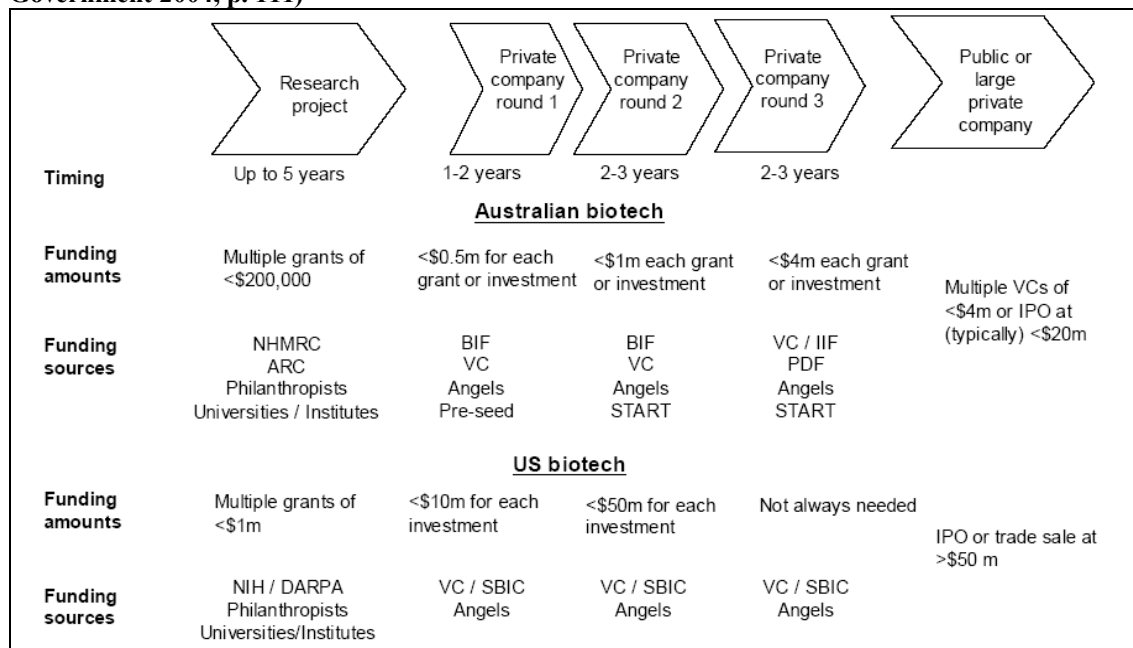 Government 2004, p. 111)
Research
project
Private
company
round 1
Private
company
round 2
Private
company
round 3
Public or
large
private
company
Timing
Up to 5 years
1-2 years
2-3 years
2-3 years
Australian biotech
Funding
amounts
Multiple grants of
<$200,000
<$0.5m for each
grant or investment
<$1m each grant
or investment
<$4m each grant
or investment
Multiple VCs of
<$4m or IPO at
(typically) <$20m
Funding
sources
NHMRC
ARC
Philanthropists
Universities / Institutes
BIF
VC
Angels
Pre-seed
BIF
VC
Angels
START
VC / IIF
PDF
Angels
START
US biotech
Funding
amounts
Multiple grants of
<$1m
<$10m for each
investment
<$50m for each
investment
Not always needed
IPO or trade sale at
>$50 m
Funding
sources
NIH / DARPA
Philanthropists
Universities/Institutes
VC / SBIC
Angels
VC / SBIC
Angels
VC / SBIC
Angels